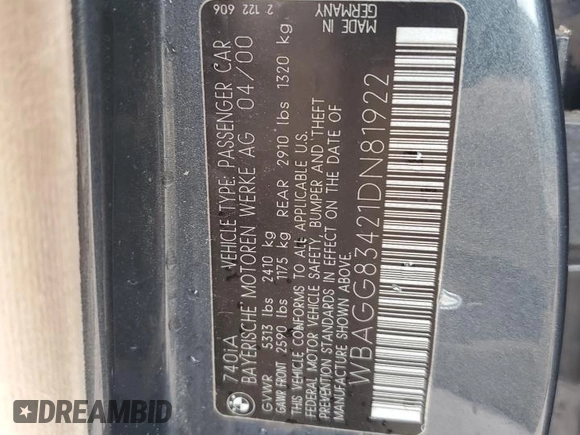 740iA VEHICLE TYPE: PASSENGER CAR
BAYERISCHE MOTOREN WERKE AG 04/00
GVWR 5313 lbs 2410 kg
GAWR FRONT 2590 lbs 1175 kg REAR 2910 lbs 1320 kg
THIS VEHICLE CONFORMS TO ALL APPLICABLE U.S.
FEDERAL MOTOR VEHICLE SAFETY, BUMPER AND THEFT PREVENTION
STANDARDS IN EFFECT ON THE DATE OF
MANUFACTURE SHOWN ABOVE.
WBAGG83421DN81922
2 122 606
MADE IN
GERMANY
BMW
DREAMBID